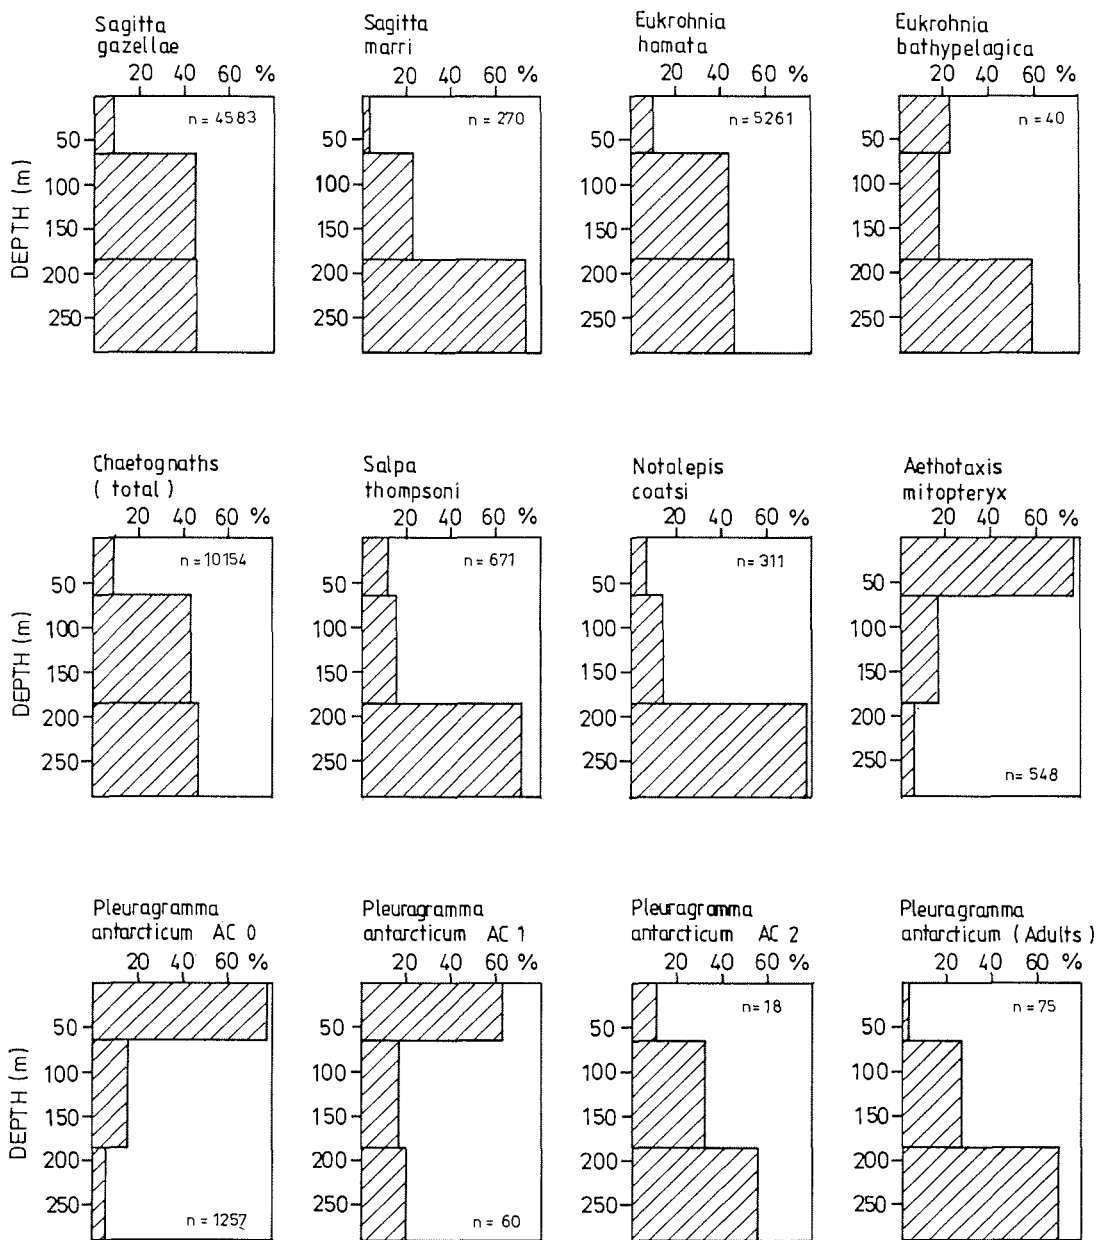 Sagitta
gazellae
20 40 60 %
n = 4583
50
100
150
200
250
DEPTH (m)
Sagitta
marri
20 40 60 %
n = 270
50
100
150
200
250
Eukrohnia
hamata
20 40 60 %
n = 5261
50
100
150
200
250
Eukrohnia
bathypelagica
20 40 60 %
n = 40
50
100
150
200
250
Chaetognaths
( total )
20 40 60 %
n = 10154
50
100
150
200
250
DEPTH (m)
Salpa
thompsoni
20 40 60 %
n = 671
50
100
150
200
250
Notolepis
coatsi
20 40 60 %
n = 311
50
100
150
200
250
Aethotaxis
mitopteryx
20 40 60 %
n = 548
50
100
150
200
250
Pleuragramma
antarcticum AC 0
20 40 60 %
n = 1257
50
100
150
200
250
DEPTH (m)
Pleuragramma
antarcticum AC 1
20 40 60 %
n = 60
50
100
150
200
250
Pleuragramma
antarcticum AC 2
20 40 60 %
n = 18
50
100
150
200
250
Pleuragramma
antarcticum ( Adults )
20 40 60 %
n = 75
50
100
150
200
250